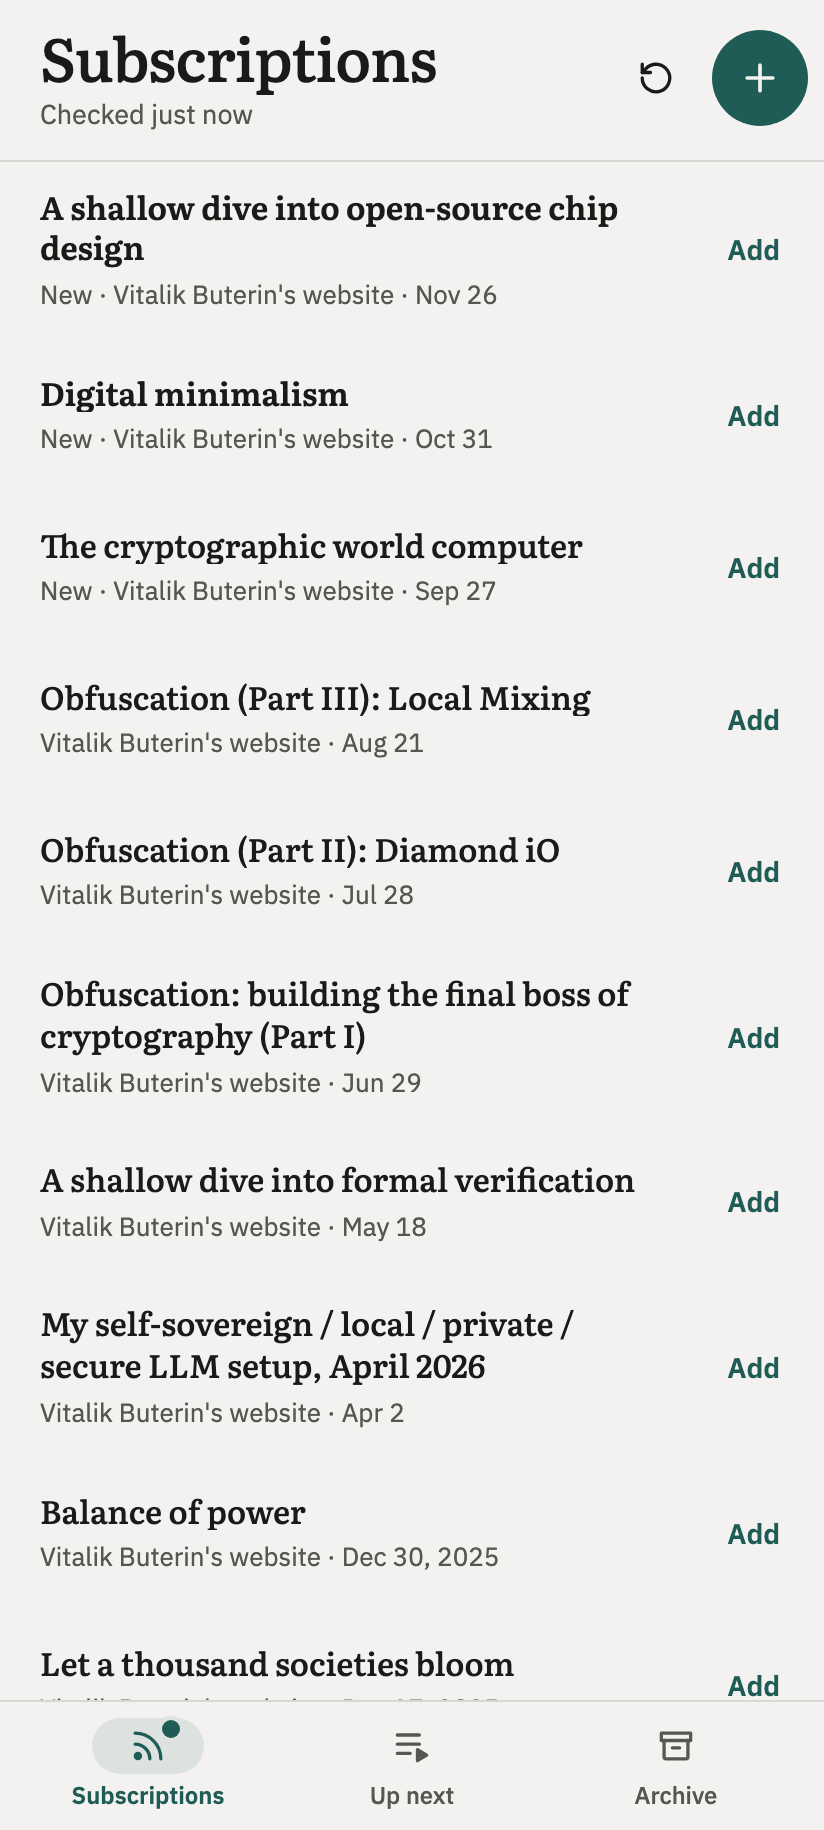 Subscriptions
Checked just now
A shallow dive into open-source chip
design
New · Vitalik Buterin's website · Nov 26
Add
Digital minimalism
New · Vitalik Buterin's website · Oct 31
Add
The cryptographic world computer
New · Vitalik Buterin's website · Sep 27
Add
Obfuscation (Part III): Local Mixing
Vitalik Buterin's website · Aug 21
Add
Obfuscation (Part II): Diamond iO
Vitalik Buterin's website · Jul 28
Add
Obfuscation: building the final boss of
cryptography (Part I)
Vitalik Buterin's website · Jun 29
Add
A shallow dive into formal verification
Vitalik Buterin's website · May 18
Add
My self-sovereign / local / private /
secure LLM setup, April 2026
Vitalik Buterin's website · Apr 2
Add
Balance of power
Vitalik Buterin's website · Dec 30, 2025
Add
Let a thousand societies bloom
Add
Subscriptions
Up next
Archive